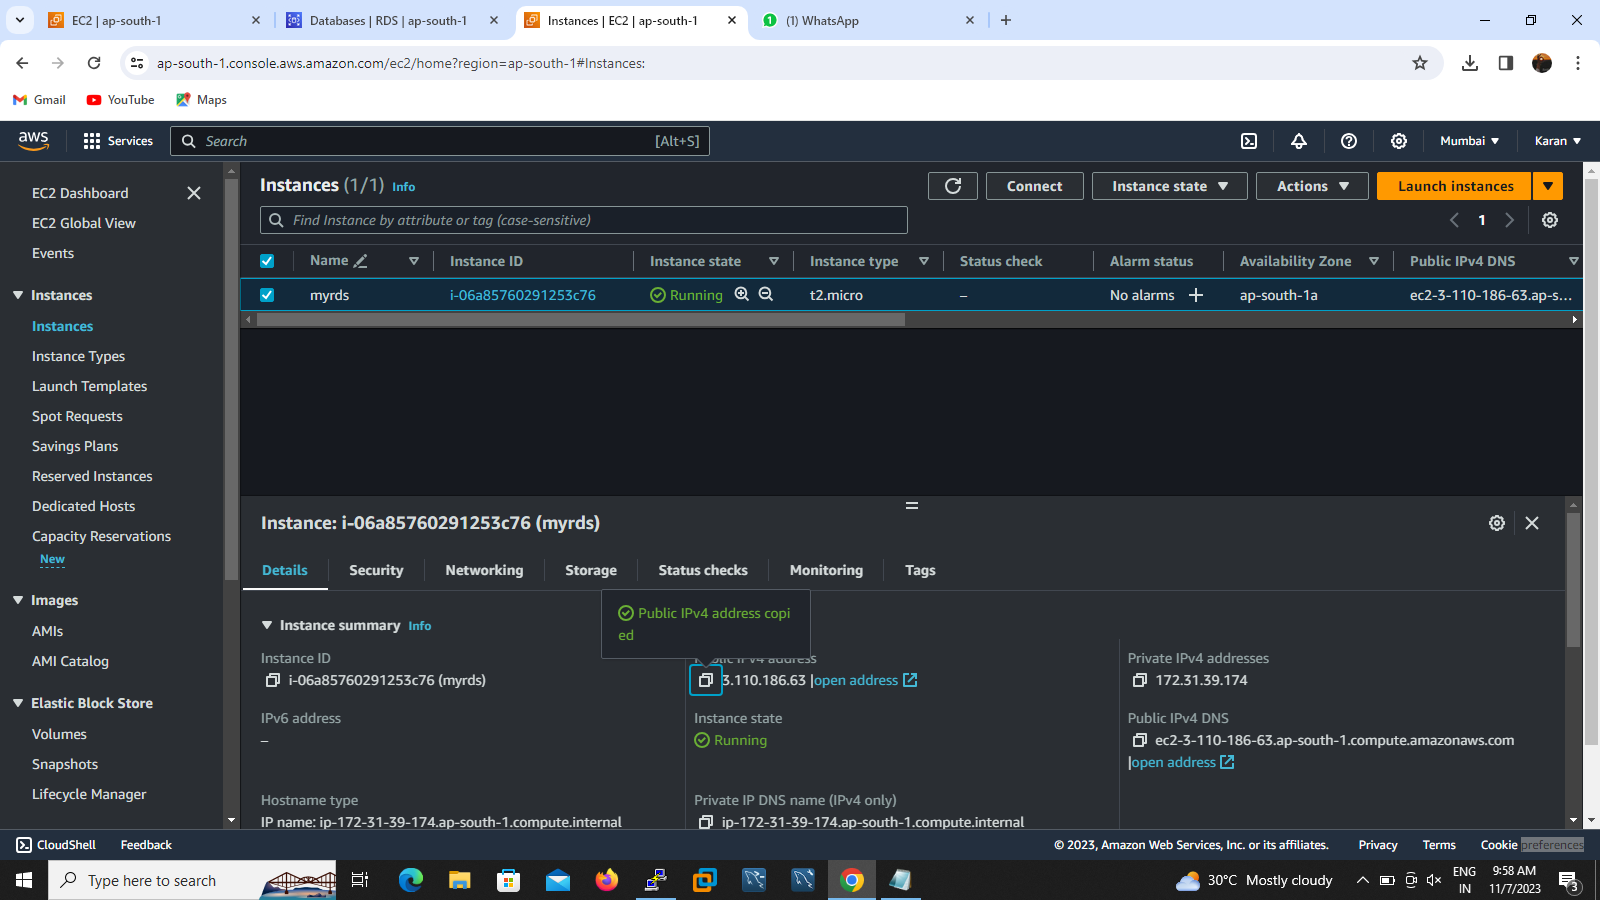 EC2 | ap-south-1
Databases | RDS | ap-south-1
Instances | EC2 | ap-south-1
(1) WhatsApp
ap-south-1.console.aws.amazon.com/ec2/home?region=ap-south-1#Instances:
Gmail
YouTube
Maps
aws
Services
Search
[Alt+S]
Mumbai
Karan
EC2 Dashboard
EC2 Global View
Events
Instances
Instances
Instance Types
Launch Templates
Spot Requests
Savings Plans
Reserved Instances
Dedicated Hosts
Capacity Reservations
New
Images
AMIs
AMI Catalog
Elastic Block Store
Volumes
Snapshots
Lifecycle Manager
Instances (1/1) Info
Connect
Instance state
Actions
Launch instances
Find Instance by attribute or tag (case-sensitive)
1
Name
Instance ID
Instance state
Instance type
Status check
Alarm status
Availability Zone
Public IPv4 DNS
myrds
i-06a85760291253c76
Running
t2.micro
–
No alarms
ap-south-1a
ec2-3-110-186-63.ap-s...
Instance: i-06a85760291253c76 (myrds)
Details
Security
Networking
Storage
Status checks
Monitoring
Tags
Public IPv4 address copi
ed
Instance summary Info
Instance ID
i-06a85760291253c76 (myrds)
Public IPv4 address
3.110.186.63 |open address
Private IPv4 addresses
172.31.39.174
IPv6 address
–
Instance state
Running
Public IPv4 DNS
ec2-3-110-186-63.ap-south-1.compute.amazonaws.com
|open address
Hostname type
IP name: ip-172-31-39-174.ap-south-1.compute.internal
Private IP DNS name (IPv4 only)
ip-172-31-39-174.ap-south-1.compute.internal
CloudShell
Feedback
© 2023, Amazon Web Services, Inc. or its affiliates.
Privacy
Terms
Cookie preferences
Type here to search
30°C Mostly cloudy
ENG
IN
9:58 AM
11/7/2023
3